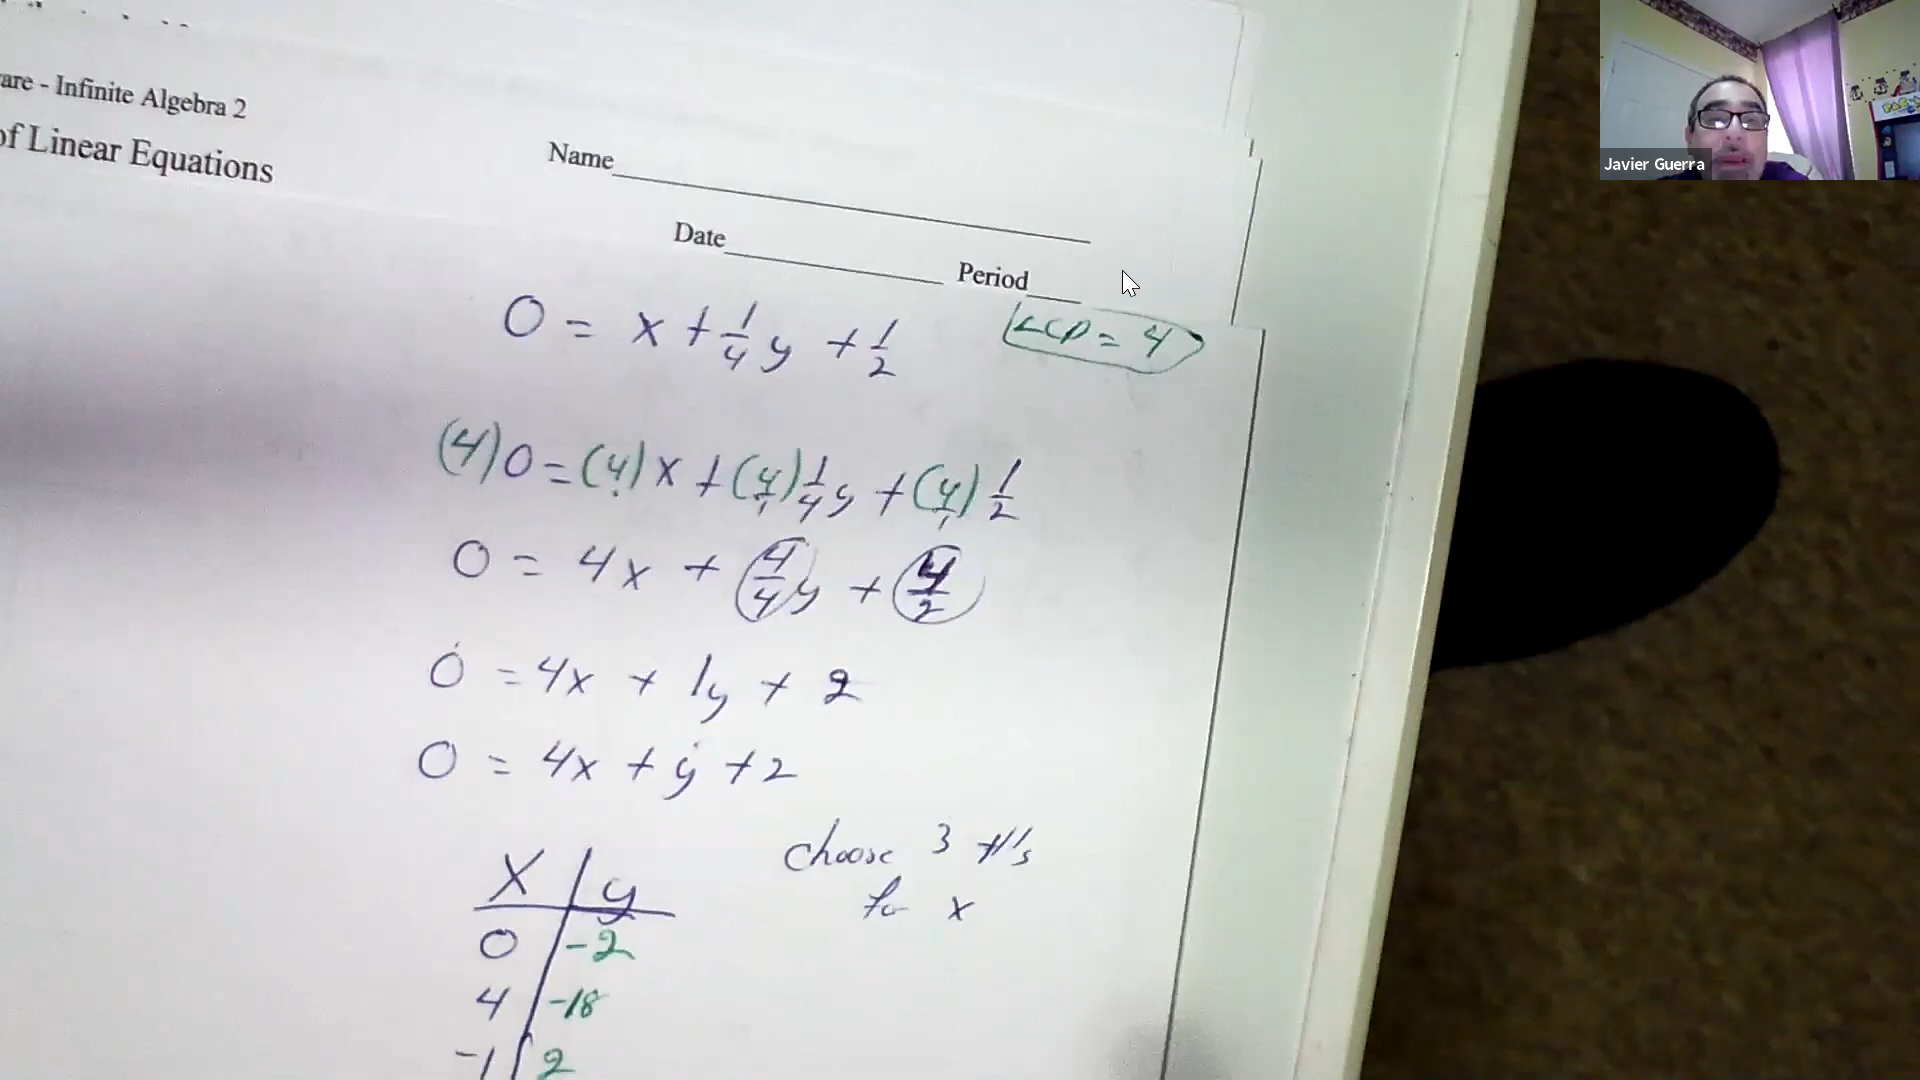 are - Infinite Algebra 2
of Linear Equations
Name
Date
Period
Javier Guerra
0 = x + 1/4 y + 1/2
LCD = 4
(4)0 = (4)x + (4/1) 1/4 y + (4/1) 1/2
0 = 4x + 4/4 y + 4/2
0 = 4x + 1y + 2
0 = 4x + y + 2
choose 3 #'s
for x
x | y
0 | -2
4 | -18
-1 | 2